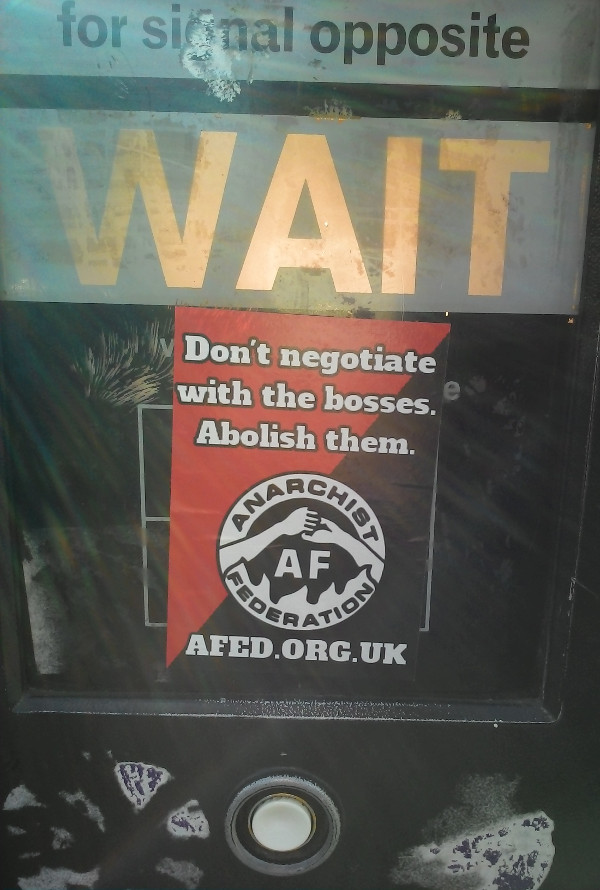 for signal opposite
WAIT
Don't negotiate
with the bosses.
Abolish them.
ANARCHIST
AF
FEDERATION
AFED.ORG.UK